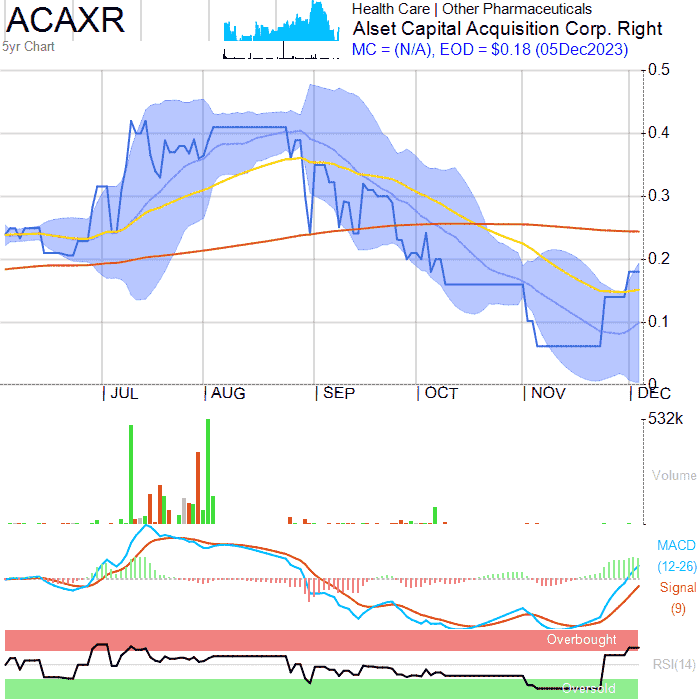 ACAXR
5yr Chart
Health Care | Other Pharmaceuticals
Alset Capital Acquisition Corp. Right
MC = (N/A), EOD = $0.18 (05Dec2023)
0.5
0.4
0.3
0.2
0.1
0
JUL AUG SEP OCT NOV DEC
532k
Volume
MACD
(12-26)
Signal
(9)
Overbought
RSI(14)
Oversold